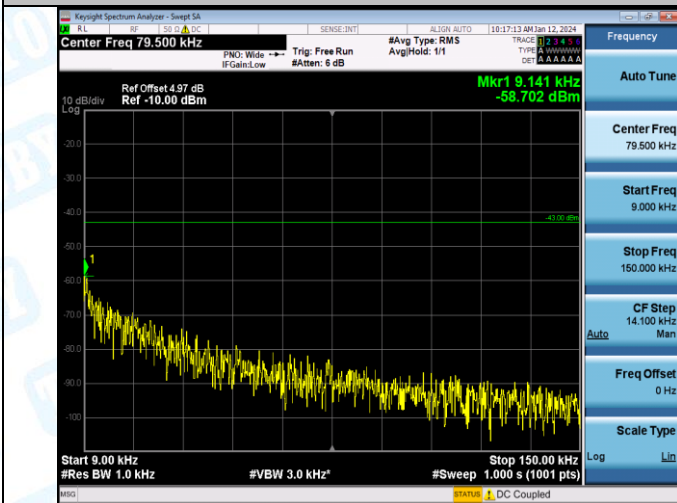 Keysight Spectrum Analyzer - Swept SA
RL RF 50 Ω DC SENSE:INT ALIGN AUTO 10:17:13 AM Jan 12, 2024
Center Freq 79.500 kHz
PNO: Wide
IFGain:Low
Trig: Free Run
#Atten: 6 dB
#Avg Type: RMS
Avg|Hold: 1/1
TRACE 1 2 3 4 5 6
TYPE A WWWWW
DET A A A A A A
Frequency
Auto Tune
Center Freq
79.500 kHz
Start Freq
9.000 kHz
Stop Freq
150.000 kHz
CF Step
14.100 kHz
Auto Man
Freq Offset
0 Hz
Scale Type
Log Lin
Mkr1 9.141 kHz
-58.702 dBm
Ref Offset 4.97 dB
10 dB/div Ref -10.00 dBm
Log
-20.0
-30.0
-40.0
-43.00 dBm
-50.0
1
-60.0
-70.0
-80.0
-90.0
-100
Start 9.00 kHz Stop 150.00 kHz
#Res BW 1.0 kHz #VBW 3.0 kHz* #Sweep 1.000 s (1001 pts)
MSG STATUS DC Coupled